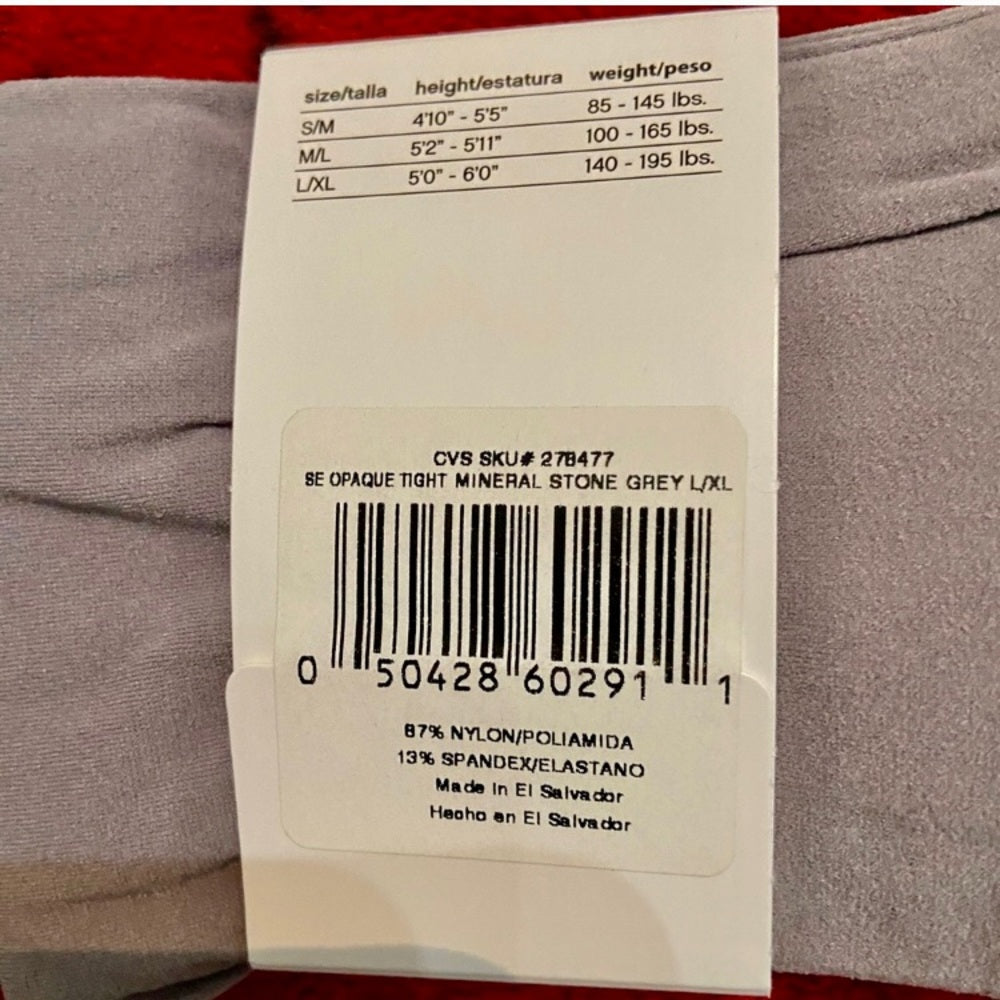 size/talla height/estatura weight/peso
S/M 4'10" - 5'5" 85 - 145 lbs.
M/L 5'2" - 5'11" 100 - 165 lbs.
L/XL 5'0" - 6'0" 140 - 195 lbs.
CVS SKU# 278477
SE OPAQUE TIGHT MINERAL STONE GREY L/XL
0 50428 60291 1
87% NYLON/POLIAMIDA
13% SPANDEX/ELASTANO
Made in El Salvador
Hecho en El Salvador